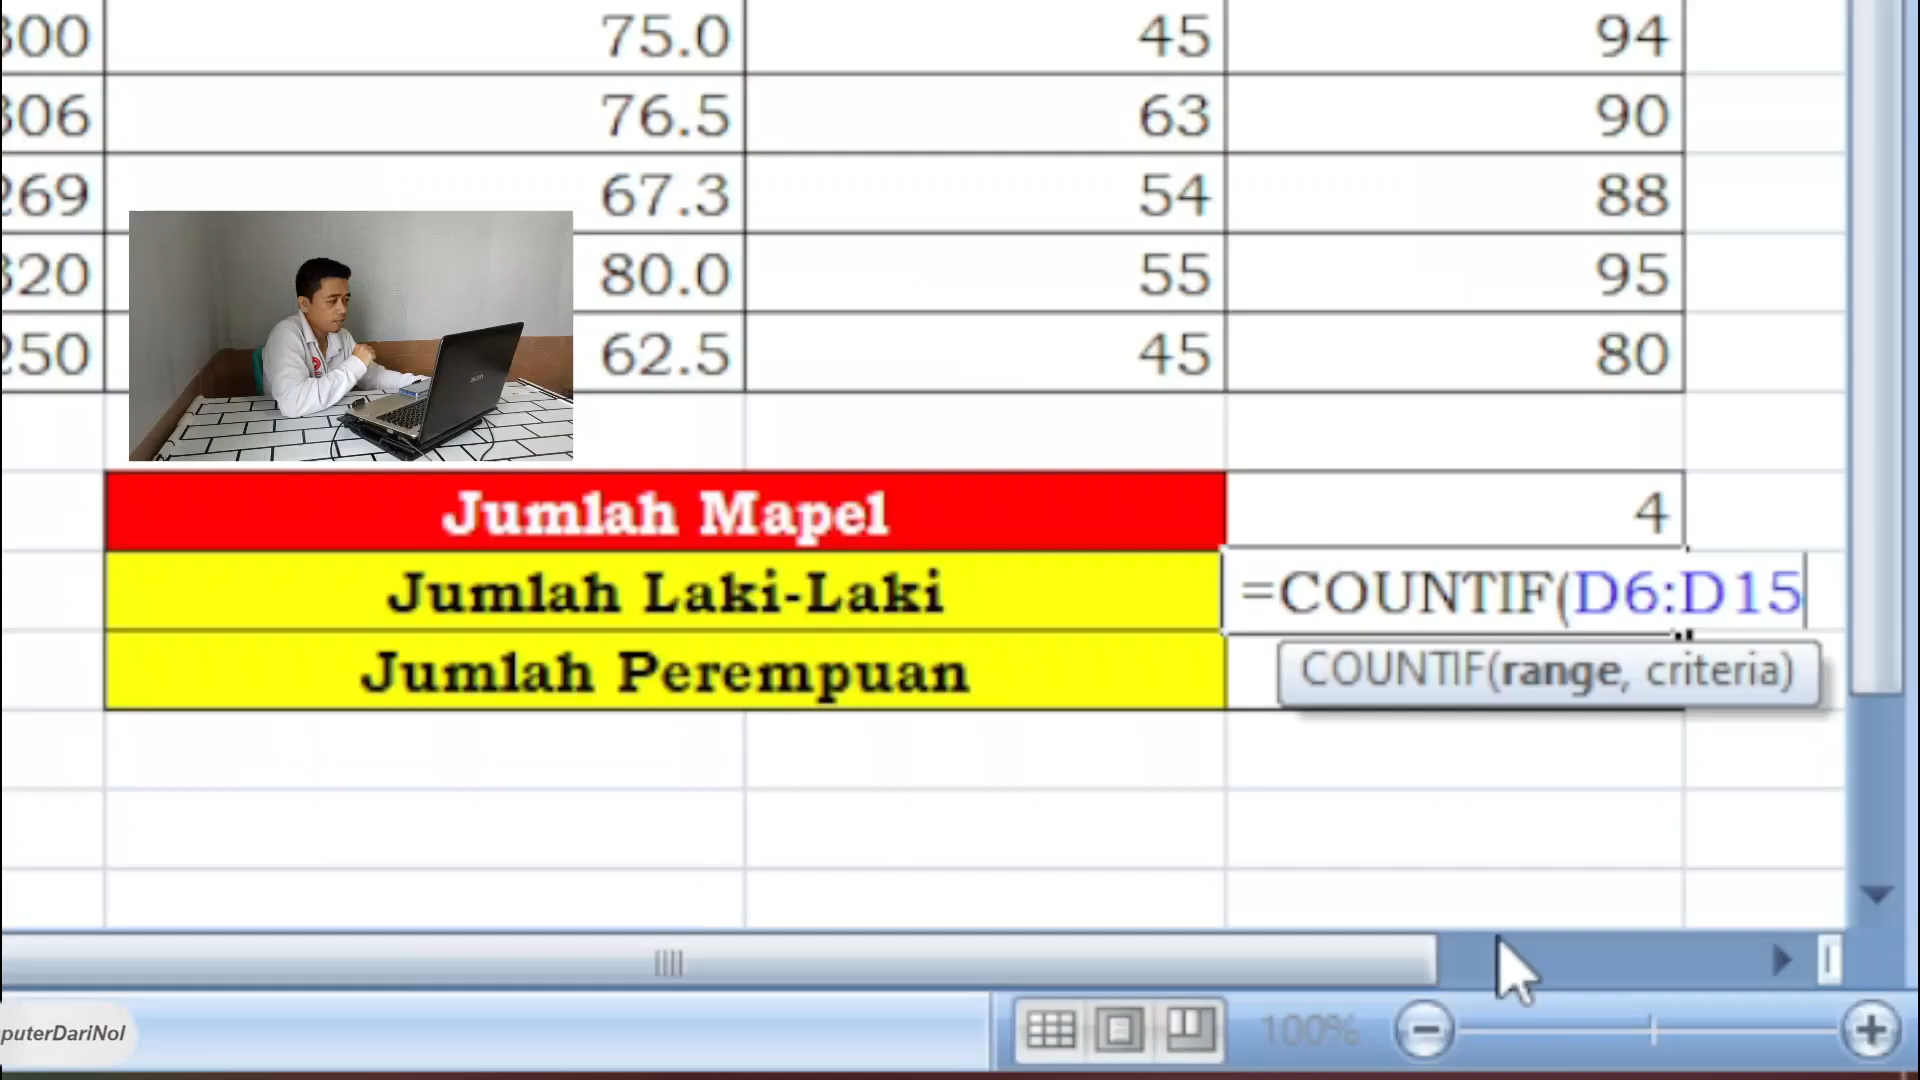 300 75.0 45 94
306 76.5 63 90
269 67.3 54 88
320 80.0 55 95
250 62.5 45 80
Jumlah Mapel 4
Jumlah Laki-Laki =COUNTIF(D6:D15
Jumlah Perempuan COUNTIF(range, criteria)
puterDariNol 100%